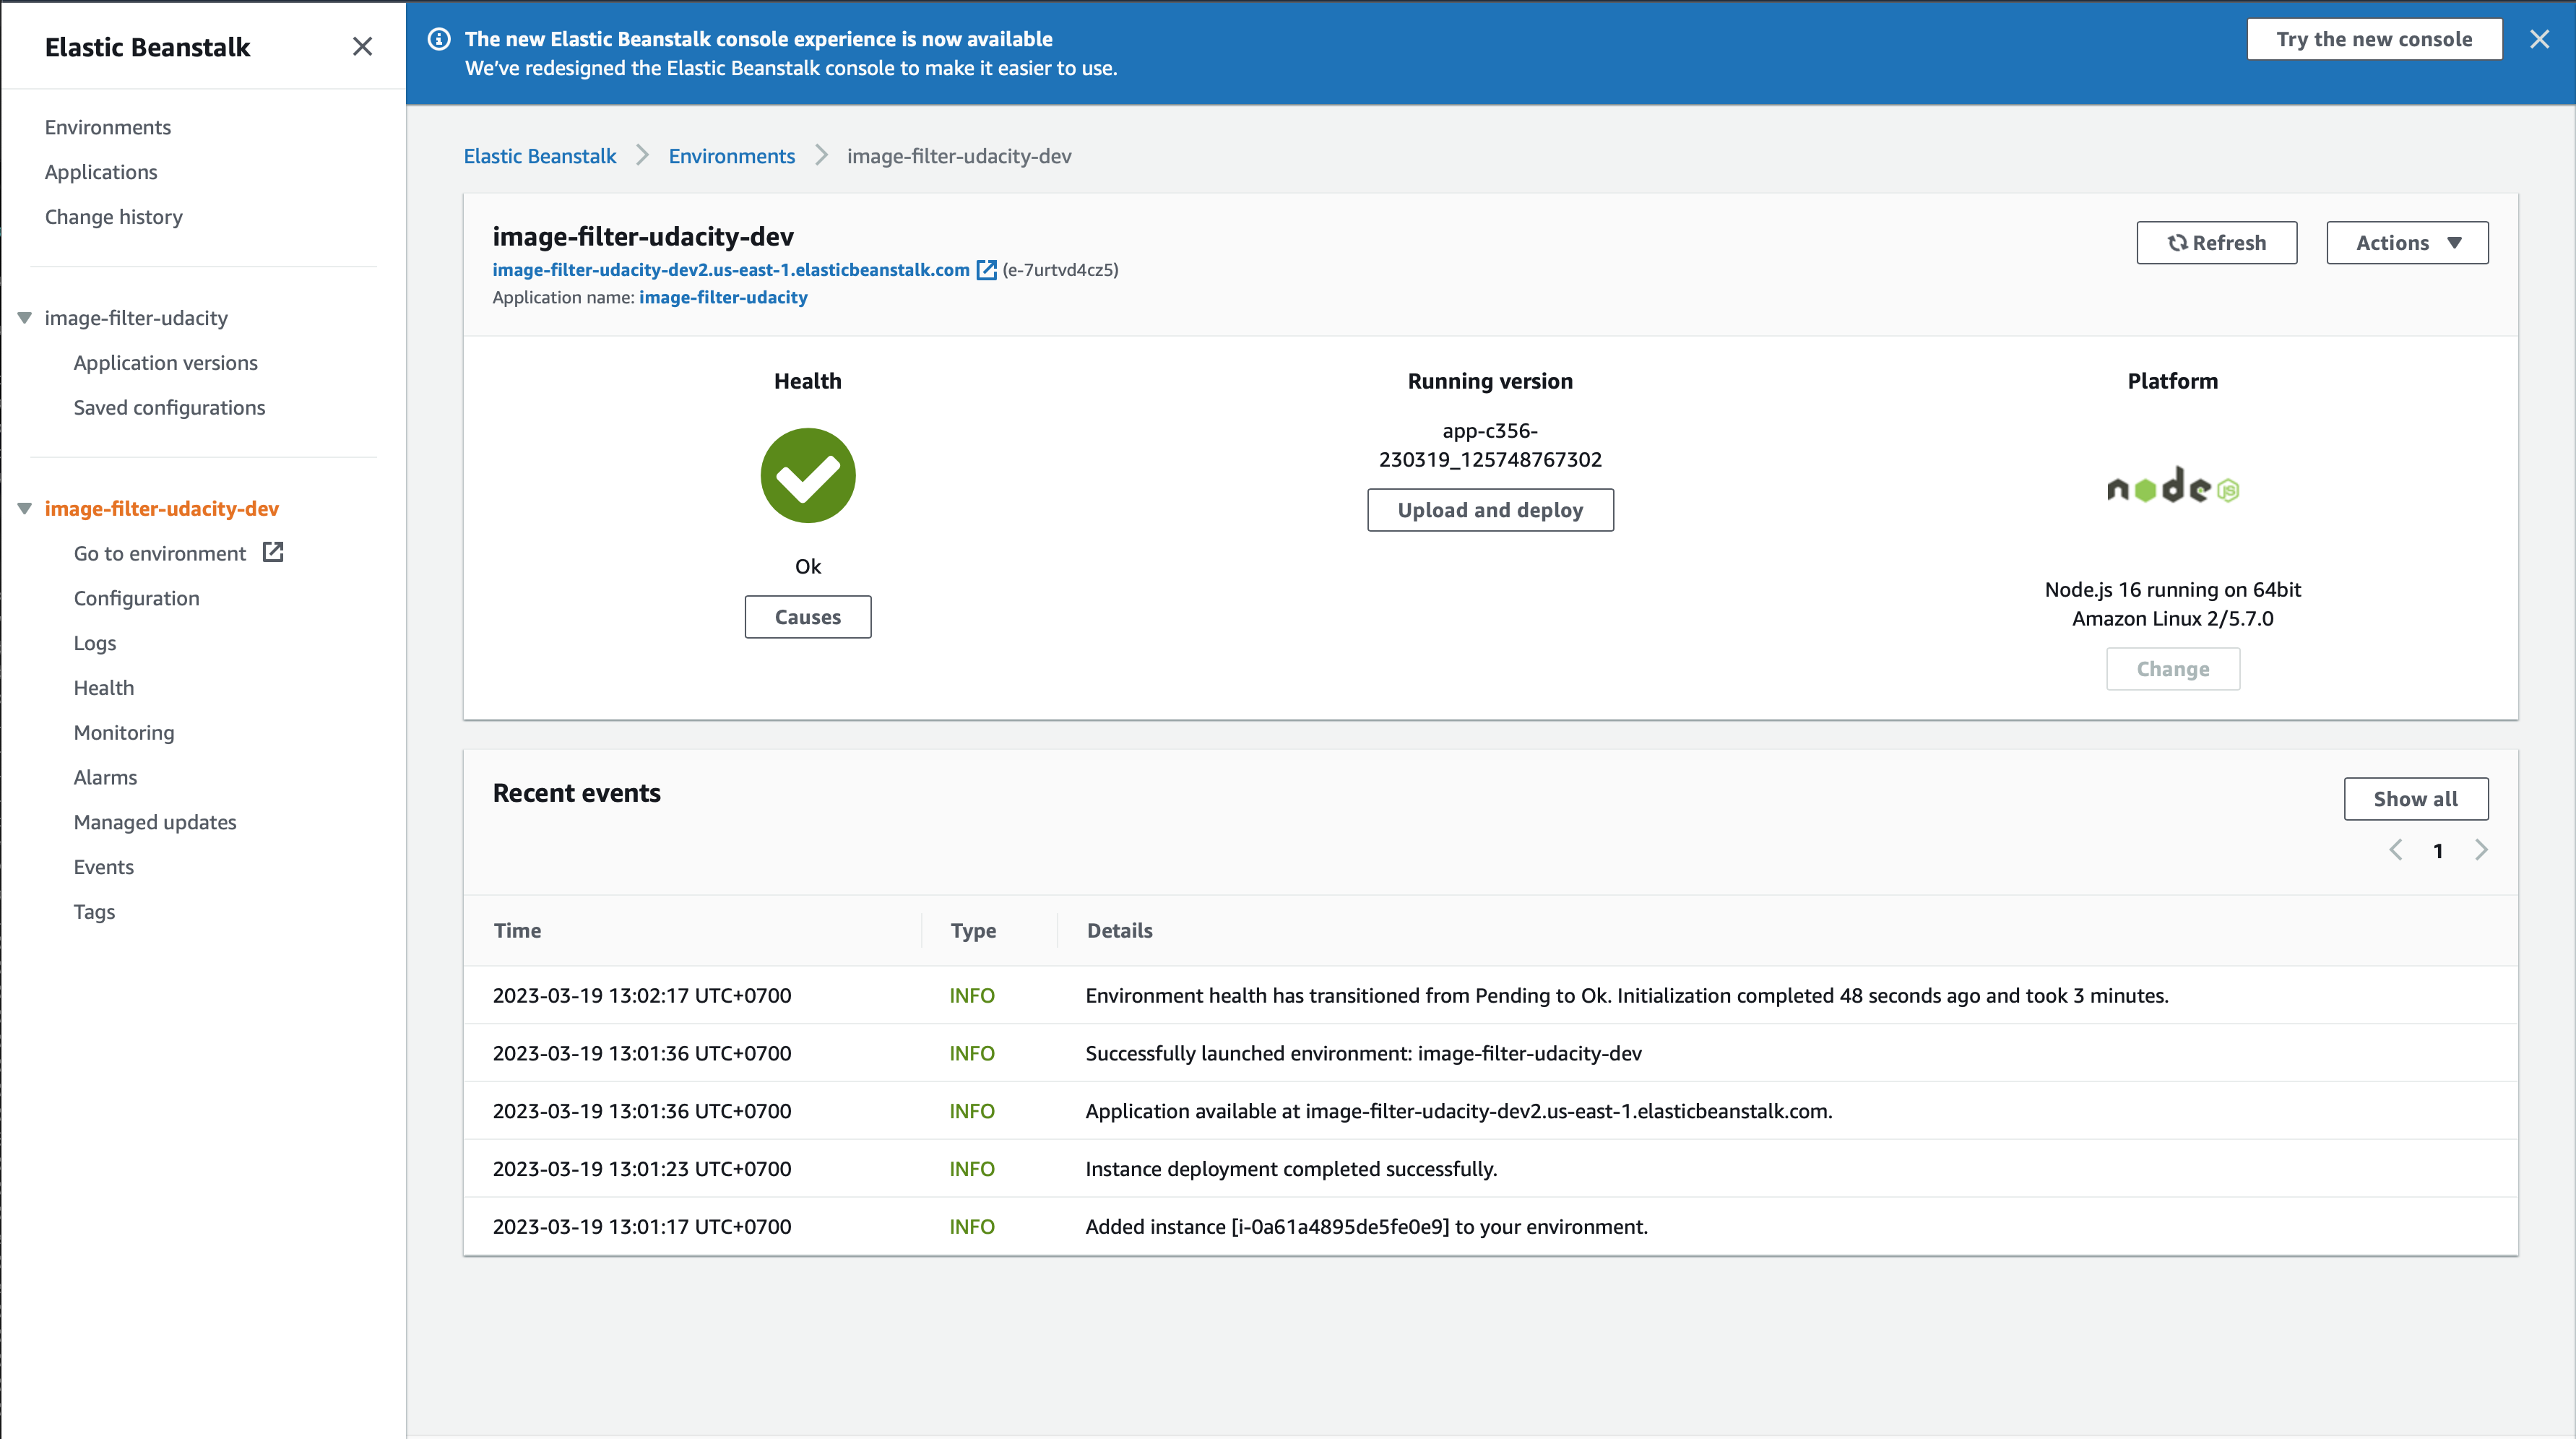 Elastic Beanstalk
Environments
Applications
Change history
image-filter-udacity
Application versions
Saved configurations
image-filter-udacity-dev
Go to environment
Configuration
Logs
Health
Monitoring
Alarms
Managed updates
Events
Tags
The new Elastic Beanstalk console experience is now available
We've redesigned the Elastic Beanstalk console to make it easier to use.
Try the new console
Elastic Beanstalk > Environments > image-filter-udacity-dev
image-filter-udacity-dev
image-filter-udacity-dev2.us-east-1.elasticbeanstalk.com (e-7urtvd4cz5)
Application name: image-filter-udacity
Refresh
Actions
Health
Ok
Causes
Running version
app-c356-
230319_125748767302
Upload and deploy
Platform
node JS
Node.js 16 running on 64bit
Amazon Linux 2/5.7.0
Change
Recent events
Show all
1
Time Type Details
2023-03-19 13:02:17 UTC+0700 INFO Environment health has transitioned from Pending to Ok. Initialization completed 48 seconds ago and took 3 minutes.
2023-03-19 13:01:36 UTC+0700 INFO Successfully launched environment: image-filter-udacity-dev
2023-03-19 13:01:36 UTC+0700 INFO Application available at image-filter-udacity-dev2.us-east-1.elasticbeanstalk.com.
2023-03-19 13:01:23 UTC+0700 INFO Instance deployment completed successfully.
2023-03-19 13:01:17 UTC+0700 INFO Added instance [i-0a61a4895de5fe0e9] to your environment.